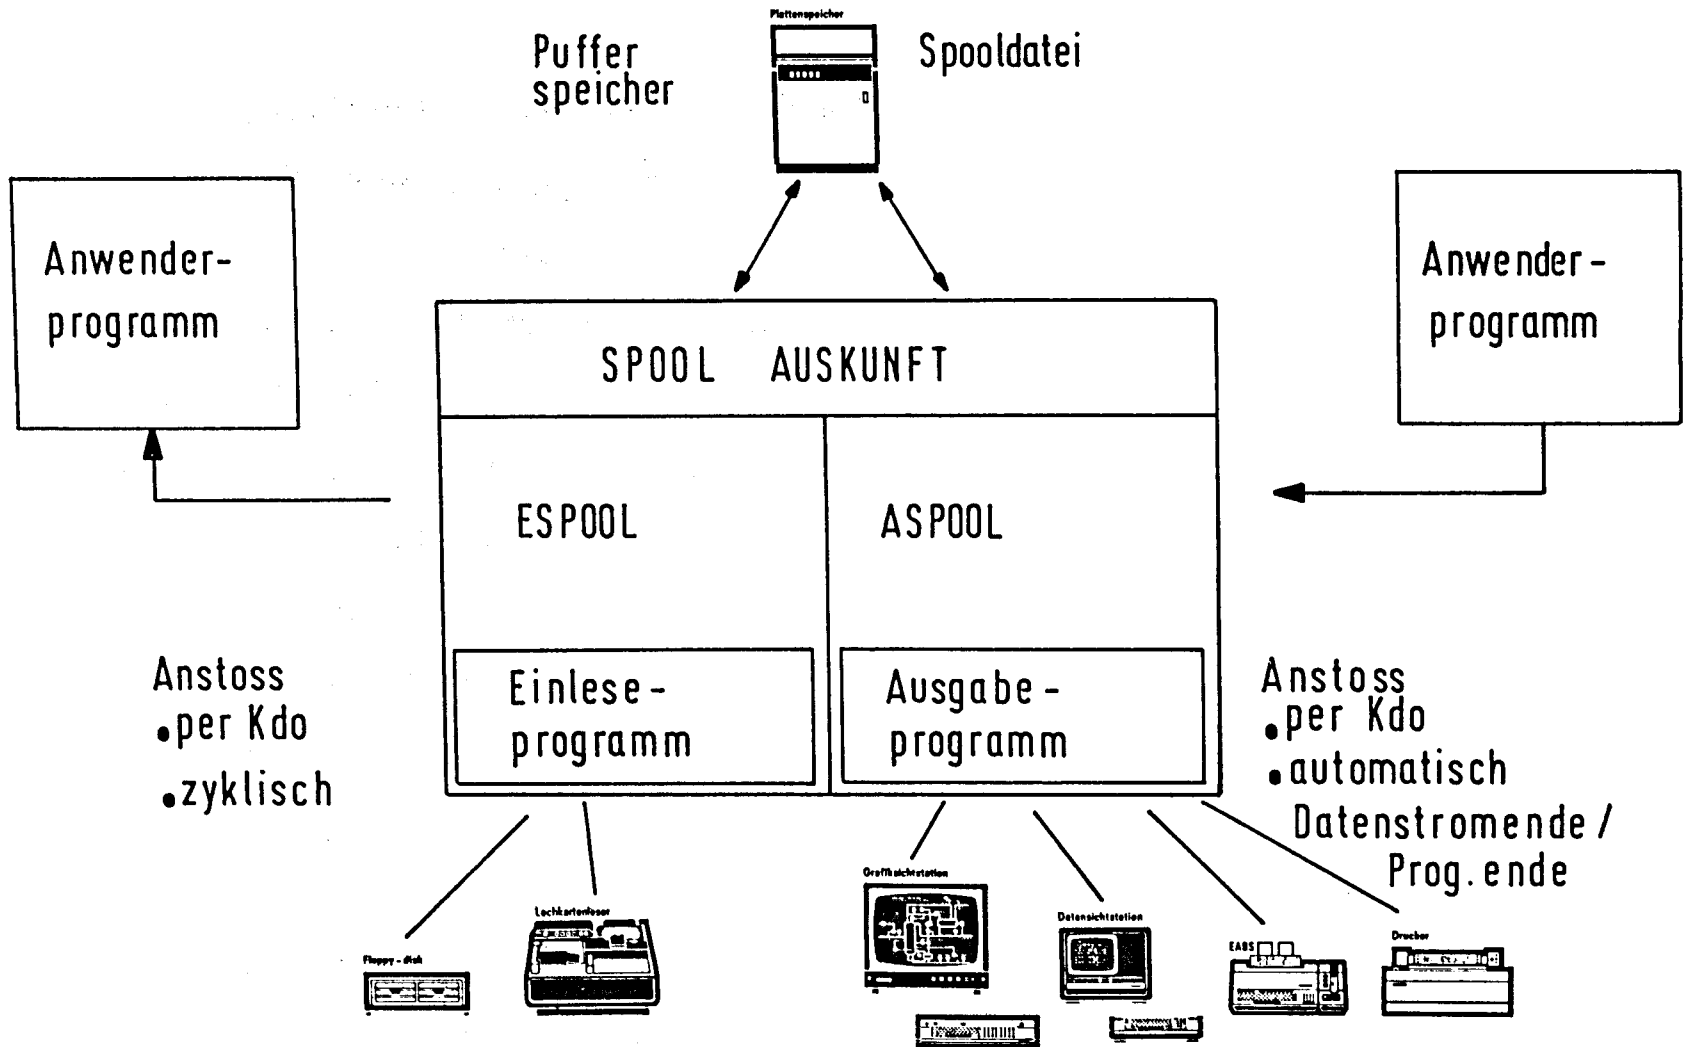 Plattenspeicher
Puffer
speicher
Spooldatei
Anwender-
programm
Anwender-
programm
SPOOL AUSKUNFT
ESPOOL
ASPOOL
Anstoss
• per Kdo
• zyklisch
Einlese-
programm
Ausgabe-
programm
Anstoss
• per Kdo
• automatisch
Datenstromende /
Prog. ende
Floppy-disk
Lochkartenleser
Grafiksichtstation
Datensichtstation
EABS
Drucker